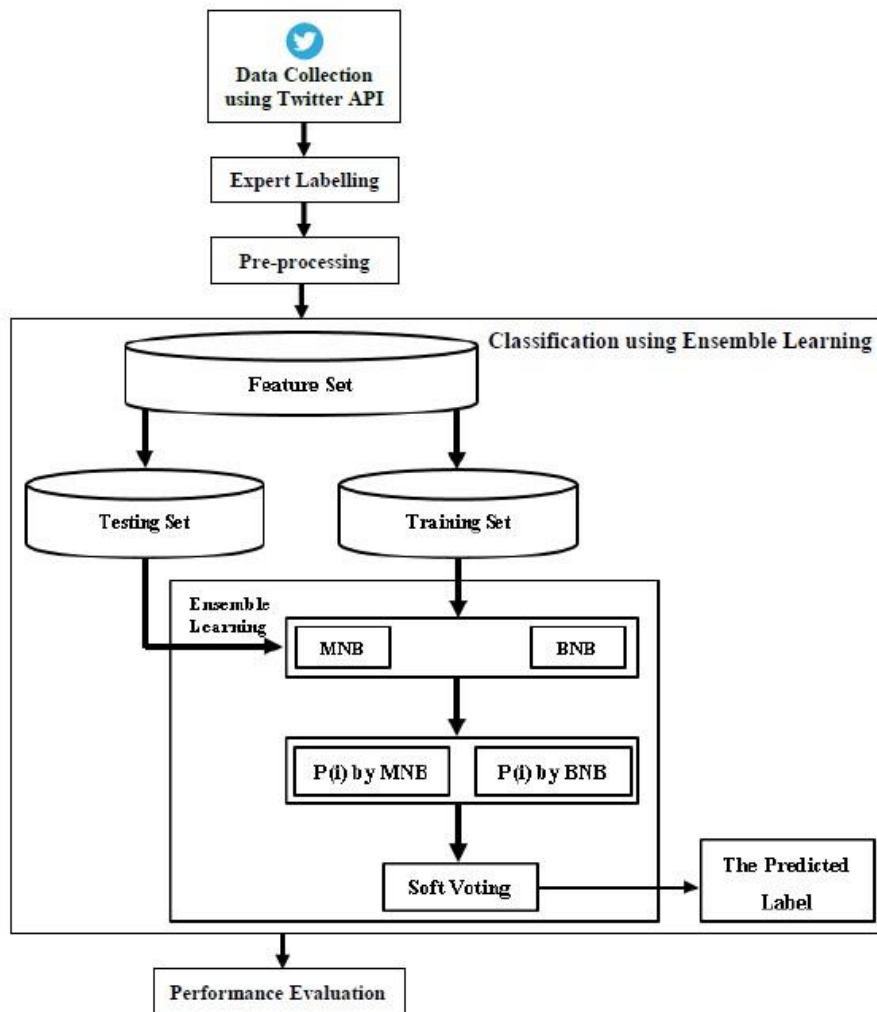 Data Collection
using Twitter API
Expert Labelling
Pre-processing
Classification using Ensemble Learning
Feature Set
Testing Set
Training Set
Ensemble
Learning
MNB
BNB
P(i) by MNB
P(i) by BNB
Soft Voting
The Predicted
Label
Performance Evaluation